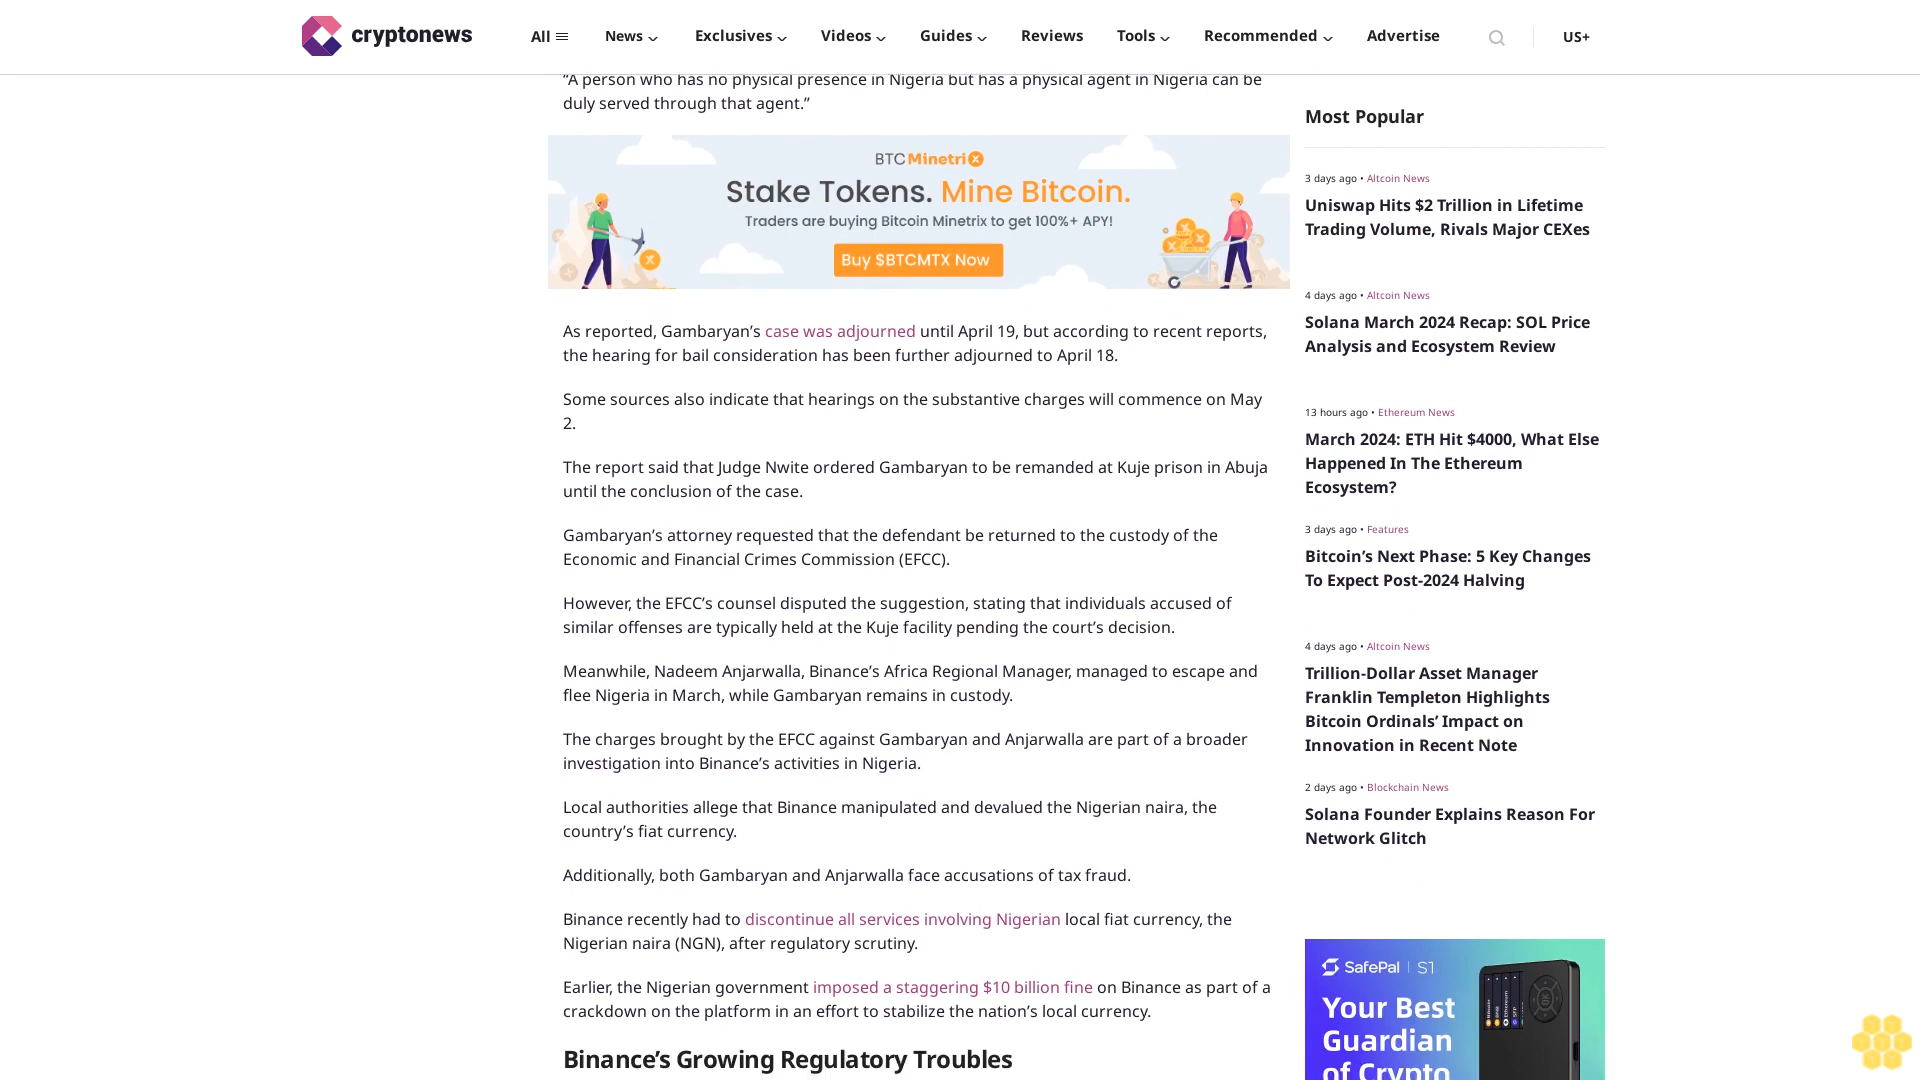 cryptonews
All
News
Exclusives
Videos
Guides
Reviews
Tools
Recommended
Advertise
US+
“A person who has no physical presence in Nigeria but has a physical agent in Nigeria can be
duly served through that agent.”
BTC Minetrix
Stake Tokens. Mine Bitcoin.
Traders are buying Bitcoin Minetrix to get 100%+ APY!
Buy $BTCMTX Now
As reported, Gambaryan’s case was adjourned until April 19, but according to recent reports,
the hearing for bail consideration has been further adjourned to April 18.
Some sources also indicate that hearings on the substantive charges will commence on May
2.
The report said that Judge Nwite ordered Gambaryan to be remanded at Kuje prison in Abuja
until the conclusion of the case.
Gambaryan’s attorney requested that the defendant be returned to the custody of the
Economic and Financial Crimes Commission (EFCC).
However, the EFCC’s counsel disputed the suggestion, stating that individuals accused of
similar offenses are typically held at the Kuje facility pending the court’s decision.
Meanwhile, Nadeem Anjarwalla, Binance’s Africa Regional Manager, managed to escape and
flee Nigeria in March, while Gambaryan remains in custody.
The charges brought by the EFCC against Gambaryan and Anjarwalla are part of a broader
investigation into Binance’s activities in Nigeria.
Local authorities allege that Binance manipulated and devalued the Nigerian naira, the
country’s fiat currency.
Additionally, both Gambaryan and Anjarwalla face accusations of tax fraud.
Binance recently had to discontinue all services involving Nigerian local fiat currency, the
Nigerian naira (NGN), after regulatory scrutiny.
Earlier, the Nigerian government imposed a staggering $10 billion fine on Binance as part of a
crackdown on the platform in an effort to stabilize the nation’s local currency.
Binance’s Growing Regulatory Troubles
Most Popular
3 days ago • Altcoin News
Uniswap Hits $2 Trillion in Lifetime
Trading Volume, Rivals Major CEXes
4 days ago • Altcoin News
Solana March 2024 Recap: SOL Price
Analysis and Ecosystem Review
13 hours ago • Ethereum News
March 2024: ETH Hit $4000, What Else
Happened In The Ethereum
Ecosystem?
3 days ago • Features
Bitcoin’s Next Phase: 5 Key Changes
To Expect Post-2024 Halving
4 days ago • Altcoin News
Trillion-Dollar Asset Manager
Franklin Templeton Highlights
Bitcoin Ordinals’ Impact on
Innovation in Recent Note
2 days ago • Blockchain News
Solana Founder Explains Reason For
Network Glitch
SafePal | S1
Your Best
Guardian
of Crypto